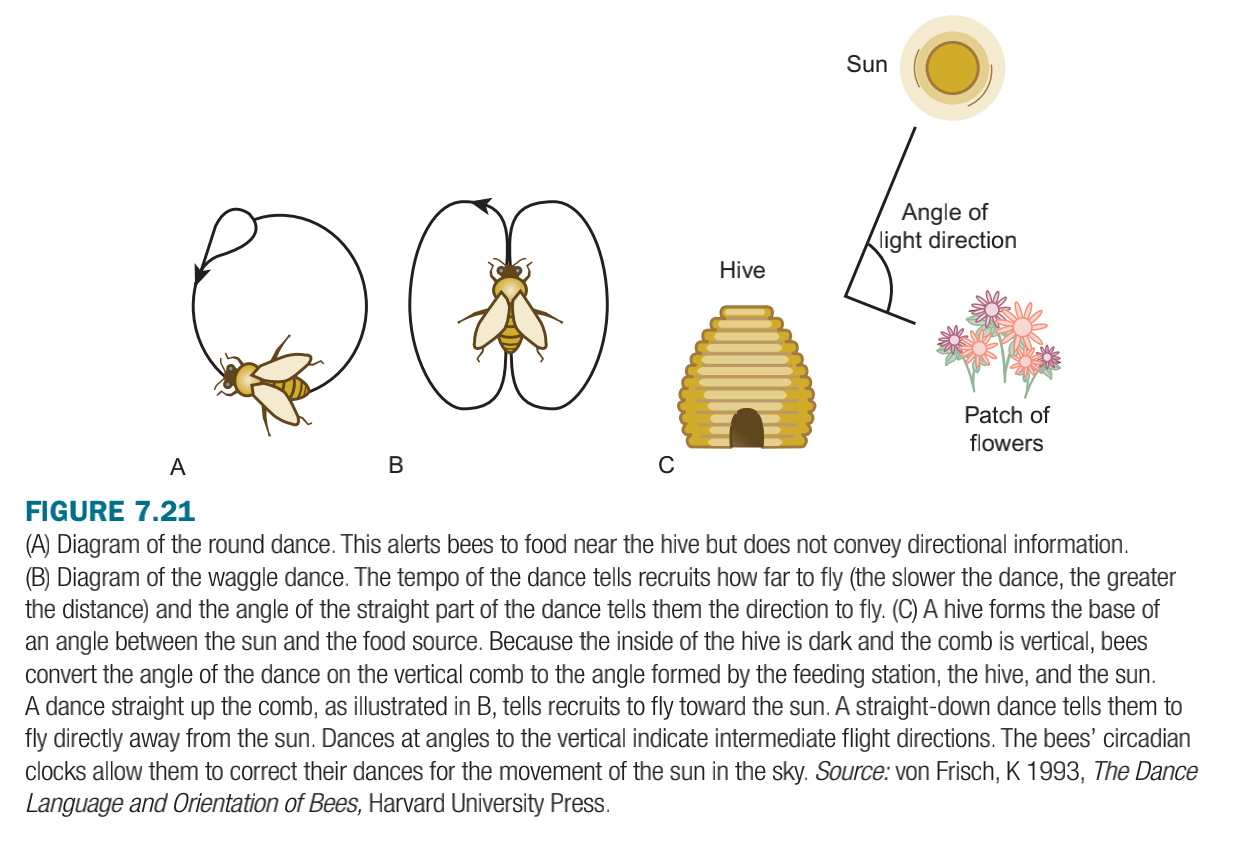 Sun
Angle of
light direction
Hive
Patch of
flowers
A
B
C
FIGURE 7.21
(A) Diagram of the round dance. This alerts bees to food near the hive but does not convey directional information.
(B) Diagram of the waggle dance. The tempo of the dance tells recruits how far to fly (the slower the dance, the greater
the distance) and the angle of the straight part of the dance tells them the direction to fly. (C) A hive forms the base of
an angle between the sun and the food source. Because the inside of the hive is dark and the comb is vertical, bees
convert the angle of the dance on the vertical comb to the angle formed by the feeding station, the hive, and the sun.
A dance straight up the comb, as illustrated in B, tells recruits to fly toward the sun. A straight-down dance tells them to
fly directly away from the sun. Dances at angles to the vertical indicate intermediate flight directions. The bees’ circadian
clocks allow them to correct their dances for the movement of the sun in the sky. Source: von Frisch, K 1993, The Dance
Language and Orientation of Bees, Harvard University Press.